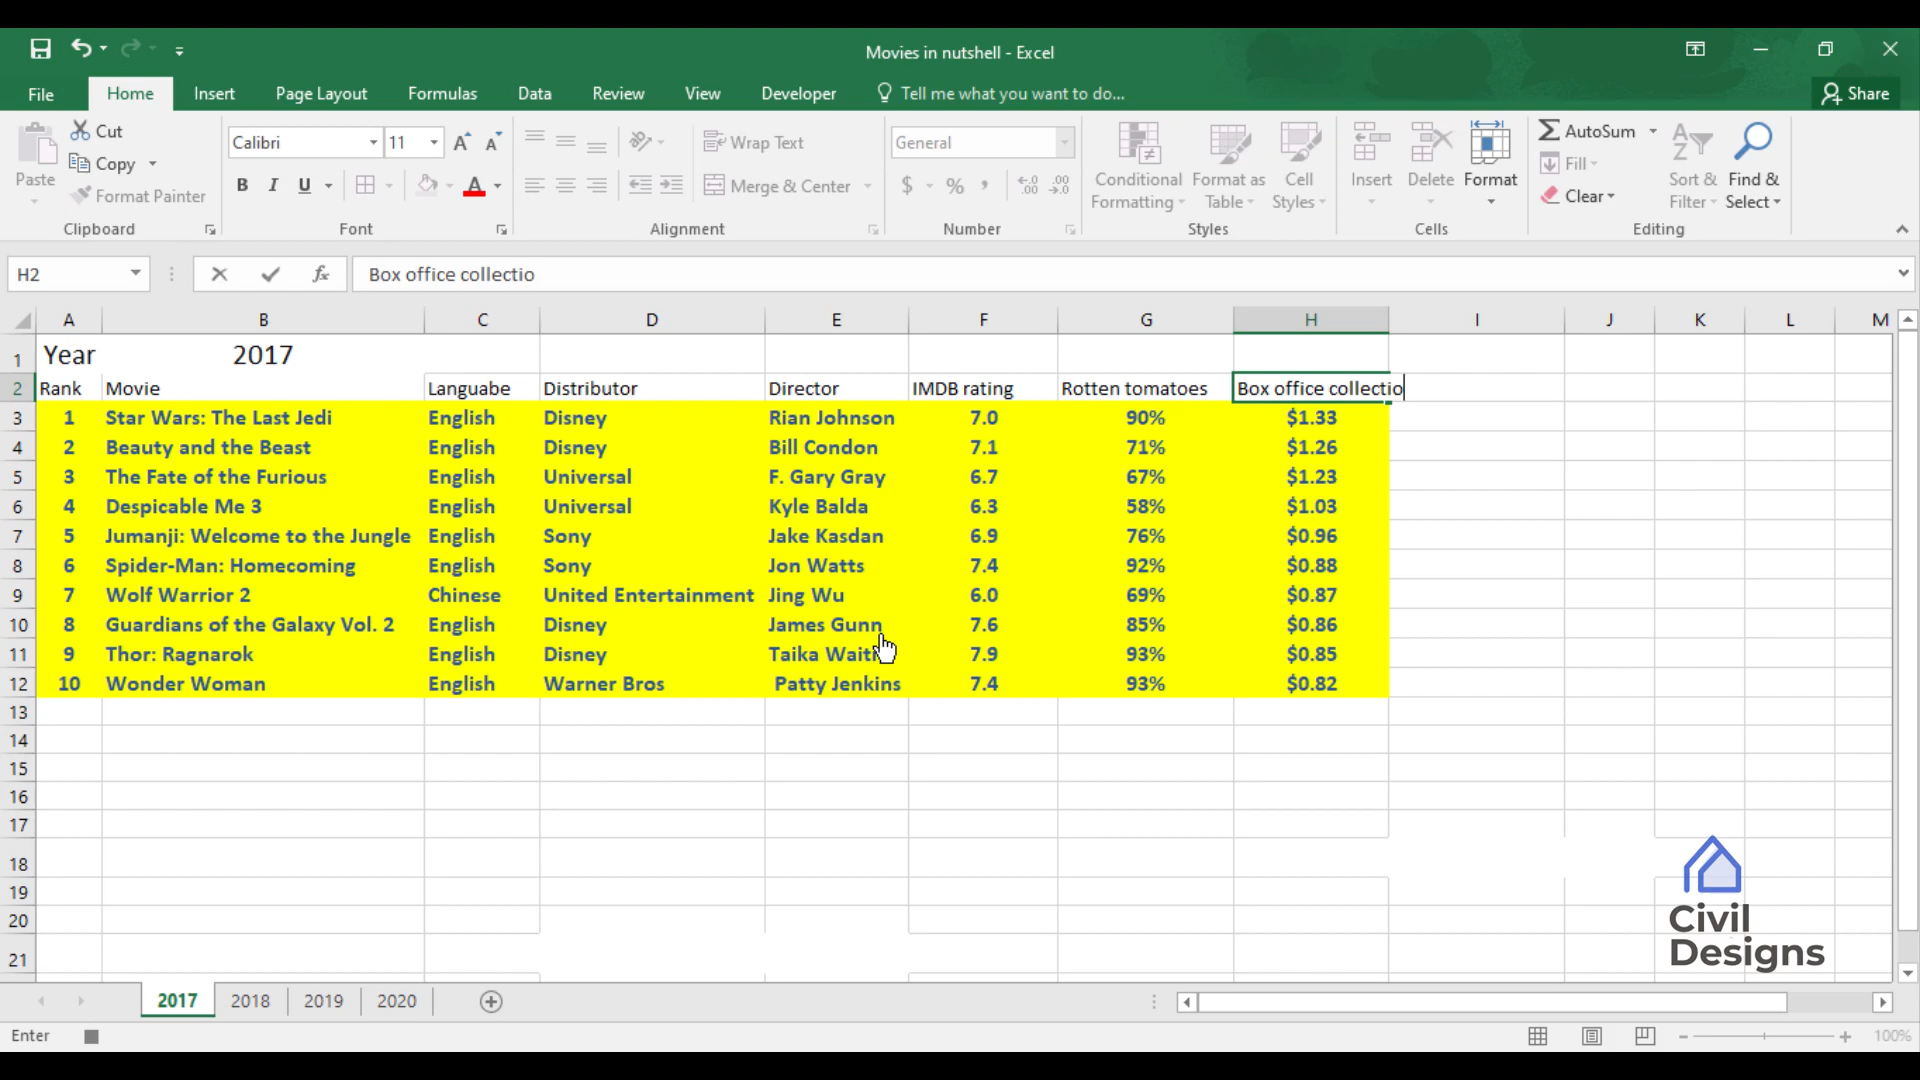 Movies in nutshell - Excel
File Home Insert Page Layout Formulas Data Review View Developer Tell me what you want to do... Share
Paste Cut Copy Format Painter Clipboard
Calibri 11 B I U A Font
Wrap Text Merge & Center Alignment
General $ % , Number
Conditional Formatting Format as Table Cell Styles Styles
Insert Delete Format Cells
AutoSum Fill Clear Sort & Filter Find & Select Editing
H2 fx Box office collectio
A B C D E F G H I J K L M
1 Year 2017
2 Rank Movie Languabe Distributor Director IMDB rating Rotten tomatoes Box office collectio
3 1 Star Wars: The Last Jedi English Disney Rian Johnson 7.0 90% $1.33
4 2 Beauty and the Beast English Disney Bill Condon 7.1 71% $1.26
5 3 The Fate of the Furious English Universal F. Gary Gray 6.7 67% $1.23
6 4 Despicable Me 3 English Universal Kyle Balda 6.3 58% $1.03
7 5 Jumanji: Welcome to the Jungle English Sony Jake Kasdan 6.9 76% $0.96
8 6 Spider-Man: Homecoming English Sony Jon Watts 7.4 92% $0.88
9 7 Wolf Warrior 2 Chinese United Entertainment Jing Wu 6.0 69% $0.87
10 8 Guardians of the Galaxy Vol. 2 English Disney James Gunn 7.6 85% $0.86
11 9 Thor: Ragnarok English Disney Taika 7.9 93% $0.85
12 10 Wonder Woman English Warner Bros Patty Jenkins 7.4 93% $0.82
13
14
15
16
17
18
19
20
21
Civil
Designs
2017 2018 2019 2020
Enter 100%